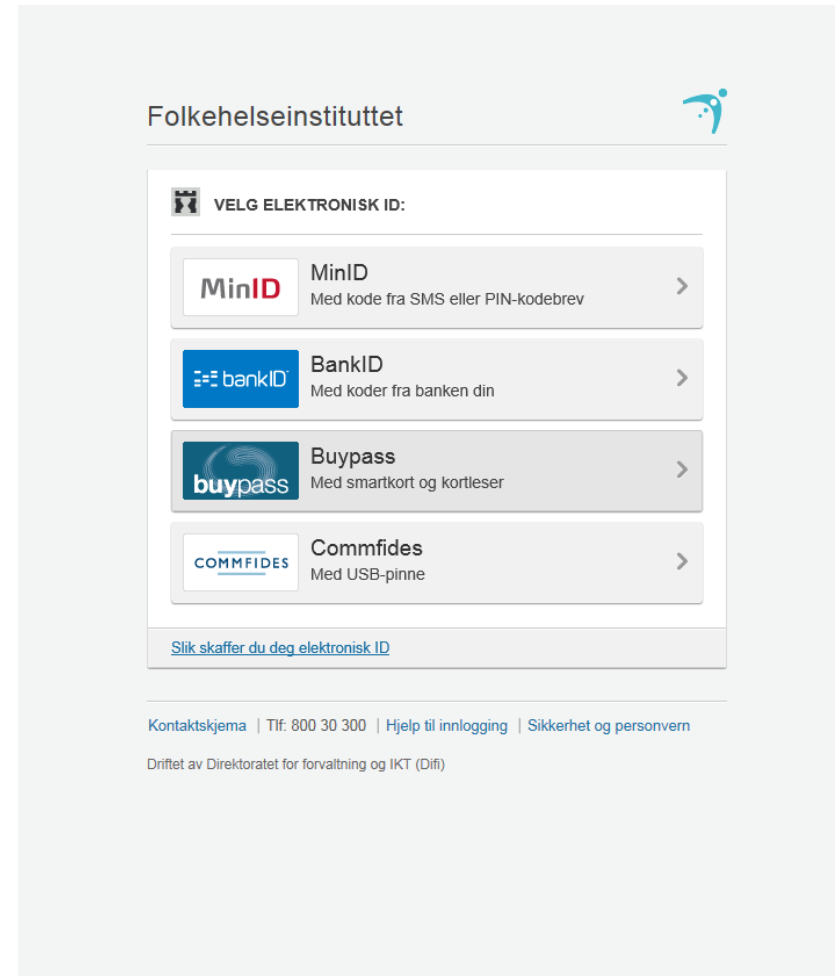 Folkehelseinstituttet
VELG ELEKTRONISK ID:
MinID
MinID
Med kode fra SMS eller PIN-kodebrev
bankID
BankID
Med koder fra banken din
buypass
Buypass
Med smartkort og kortleser
COMMFIDES
Commfides
Med USB-pinne
Slik skaffer du deg elektronisk ID
Kontaktskjema | Tlf: 800 30 300 | Hjelp til innlogging | Sikkerhet og personvern
Driftet av Direktoratet for forvaltning og IKT (Difi)